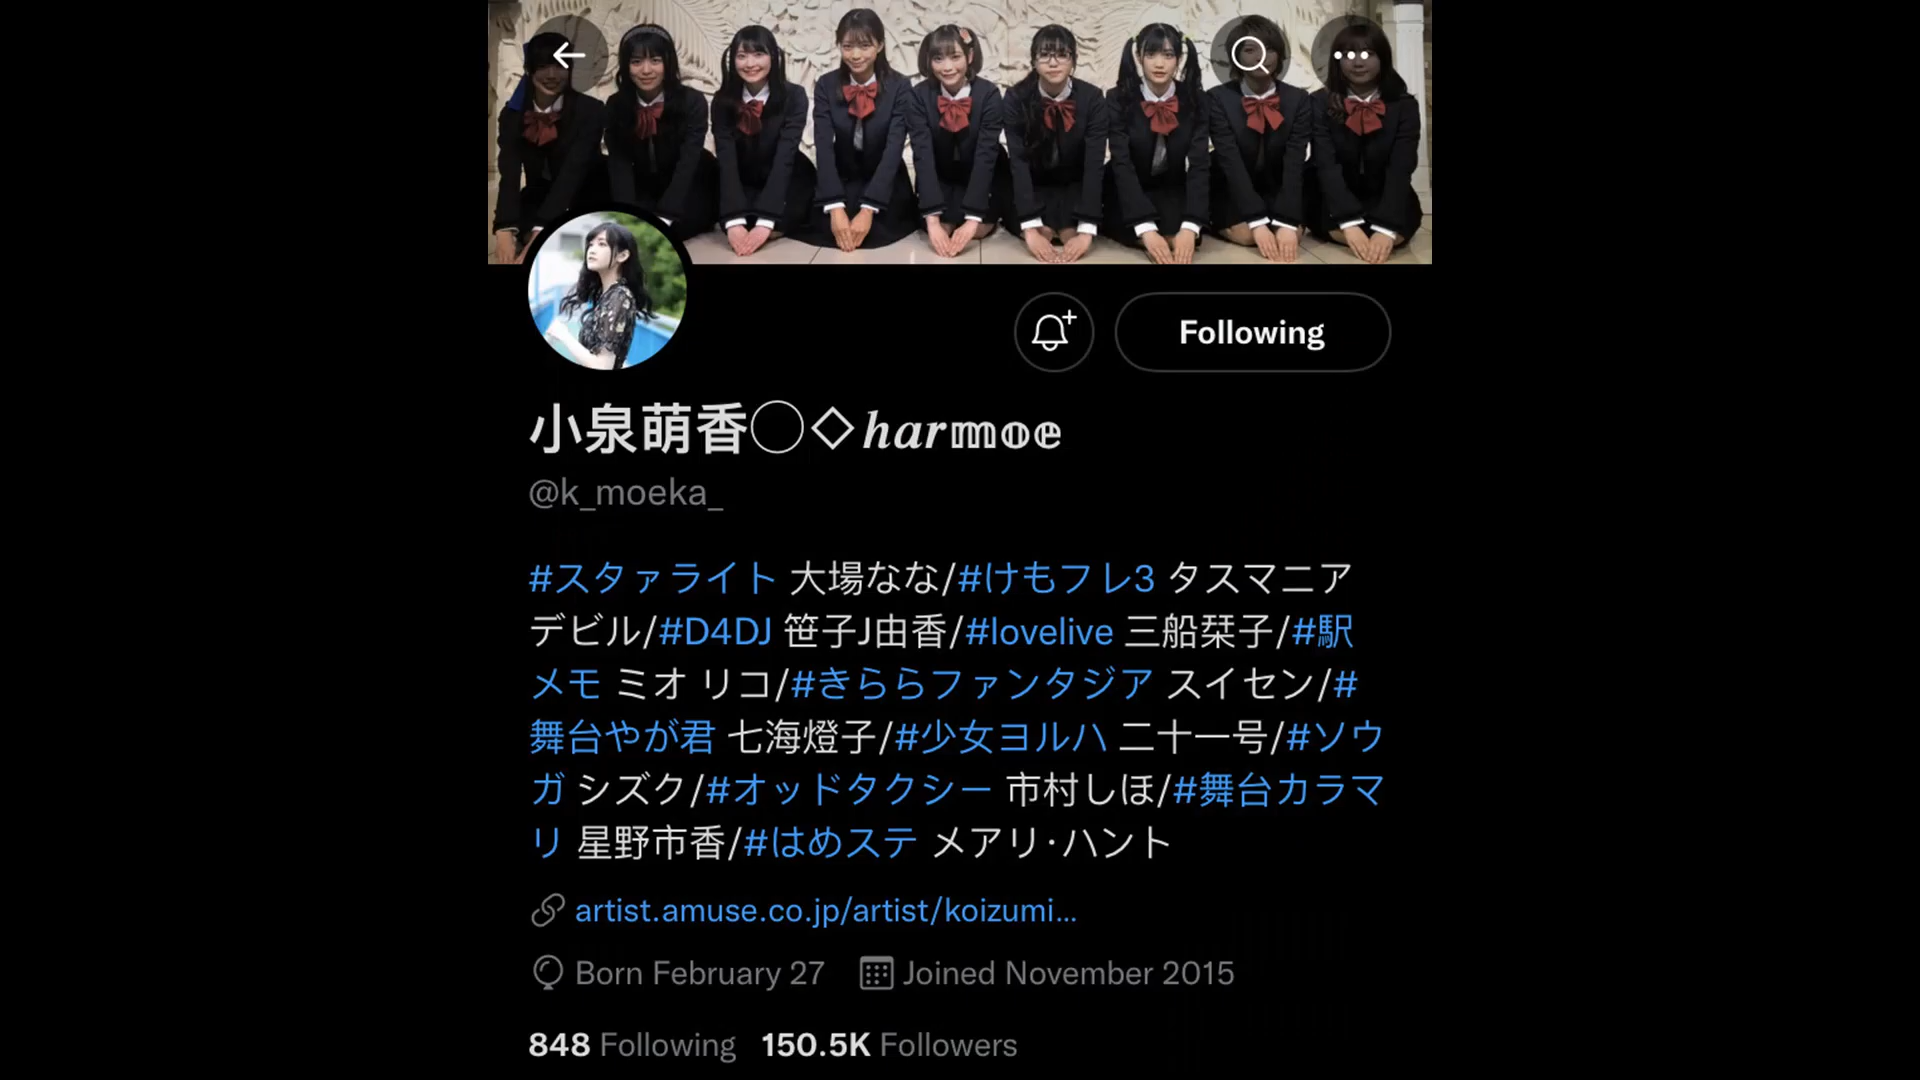 Following
小泉萌香◯◇harmoe
@k_moeka_
#スタァライト 大場なな/#けもフレ3 タスマニア
デビル/#D4DJ 笹子J由香/#lovelive 三船栞子/#駅
メモ ミオ リコ/#きららファンタジア スイセン/#
舞台やが君 七海燈子/#少女ヨルハ 二十一号/#ソウ
ガ シズク/#オッドタクシー 市村しほ/#舞台カラマ
リ 星野市香/#はめステ メアリ·ハント
artist.amuse.co.jp/artist/koizumi...
Born February 27 Joined November 2015
848 Following 150.5K Followers